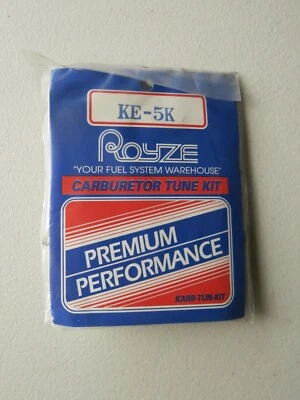 KE-5K
ROYZE
"YOUR FUEL SYSTEM WAREHOUSE"
CARBURETOR TUNE KIT
PREMIUM
PERFORMANCE
KARB-TUN-KIT